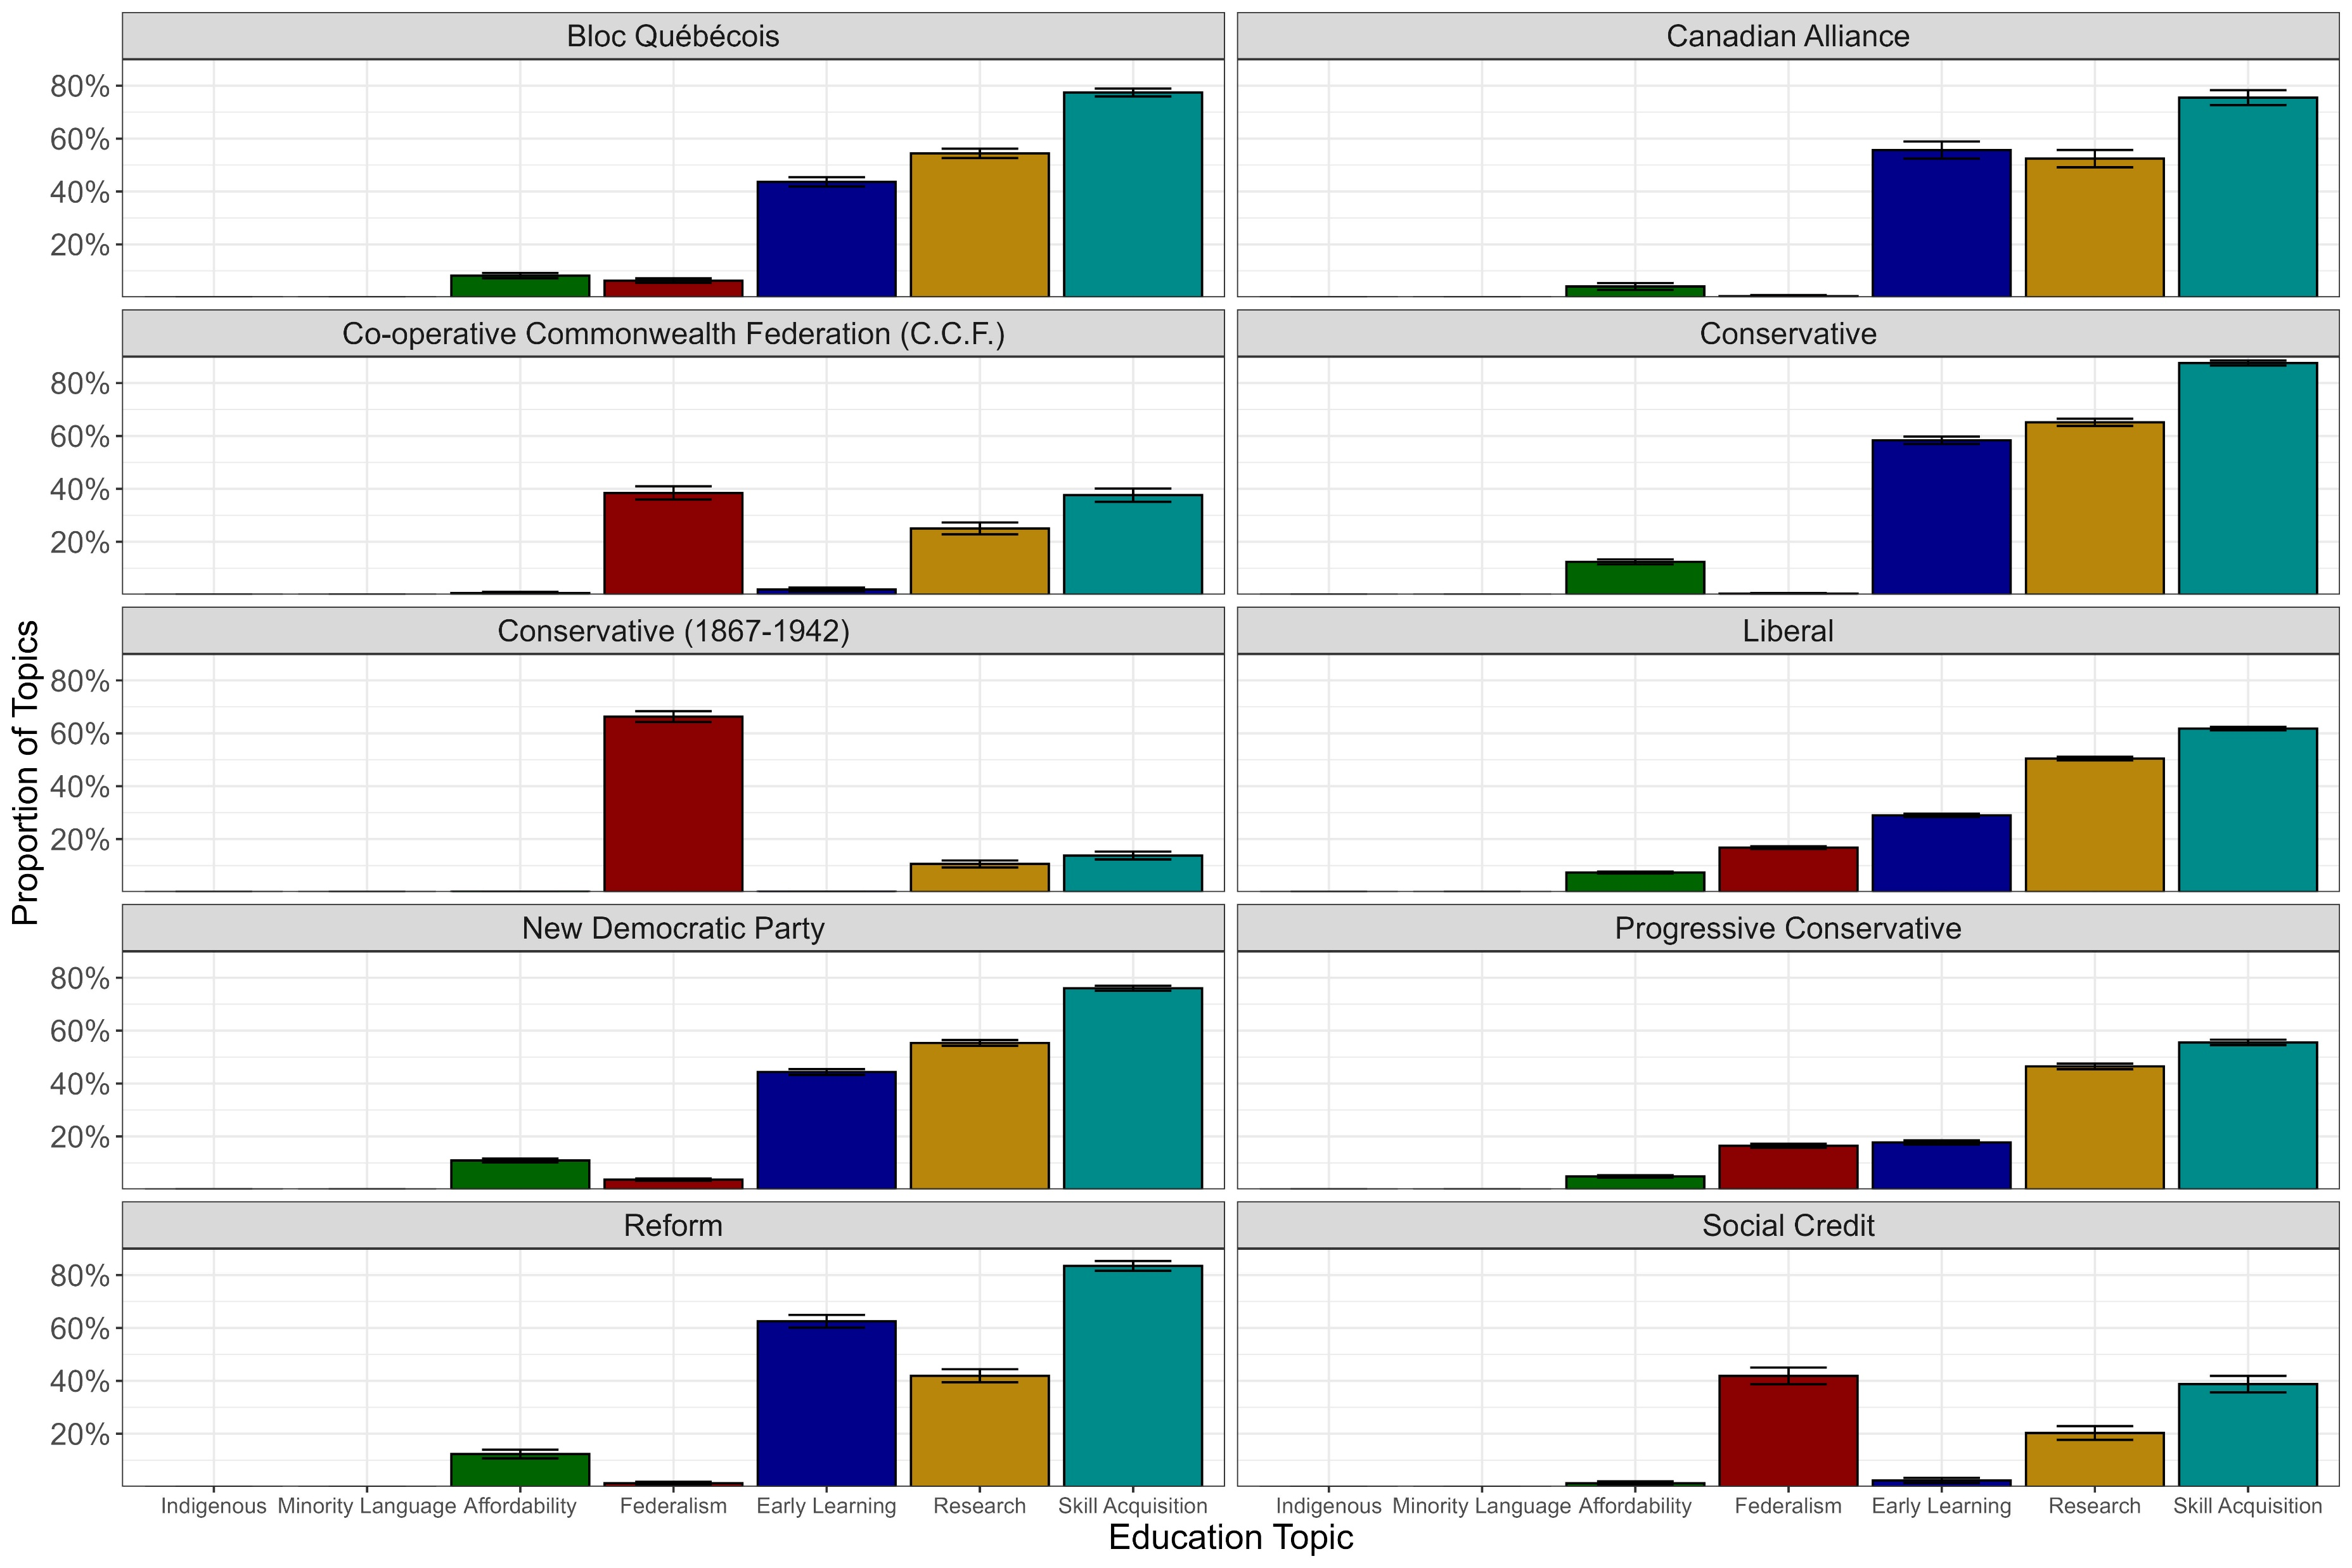 Bloc Québécois
Canadian Alliance
80%
60%
40%
20%
Co-operative Commonwealth Federation (C.C.F.)
Conservative
80%
60%
40%
20%
Conservative (1867-1942)
Liberal
80%
60%
40%
20%
New Democratic Party
Progressive Conservative
80%
60%
40%
20%
Reform
Social Credit
80%
60%
40%
20%
Proportion of Topics
Indigenous Minority Language Affordability Federalism Early Learning Research Skill Acquisition
Indigenous Minority Language Affordability Federalism Early Learning Research Skill Acquisition
Education Topic